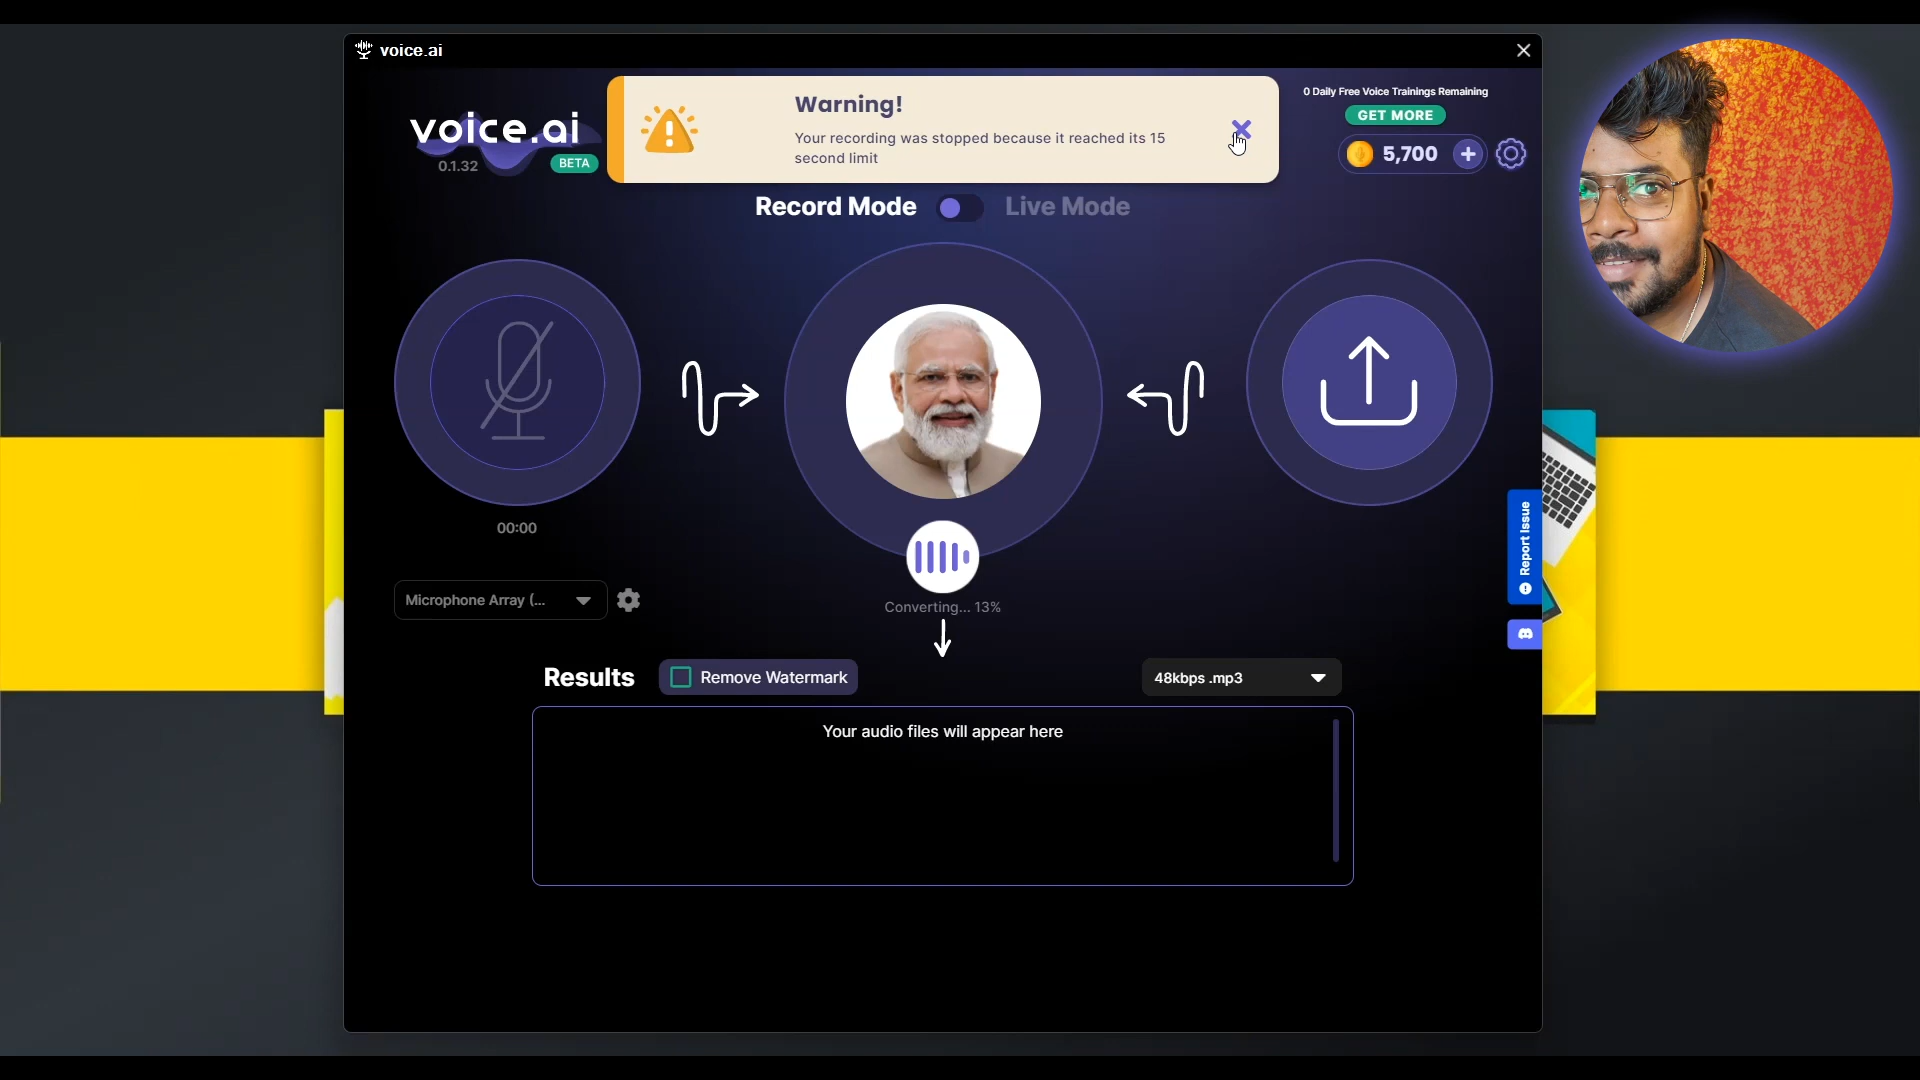 voice.ai
voice.ai
0.1.32
BETA
Warning!
Your recording was stopped because it reached its 15
second limit
0 Daily Free Voice Trainings Remaining
GET MORE
5,700
Record Mode
Live Mode
00:00
Microphone Array (...
Converting... 13%
Report Issue
Results
Remove Watermark
48kbps .mp3
Your audio files will appear here